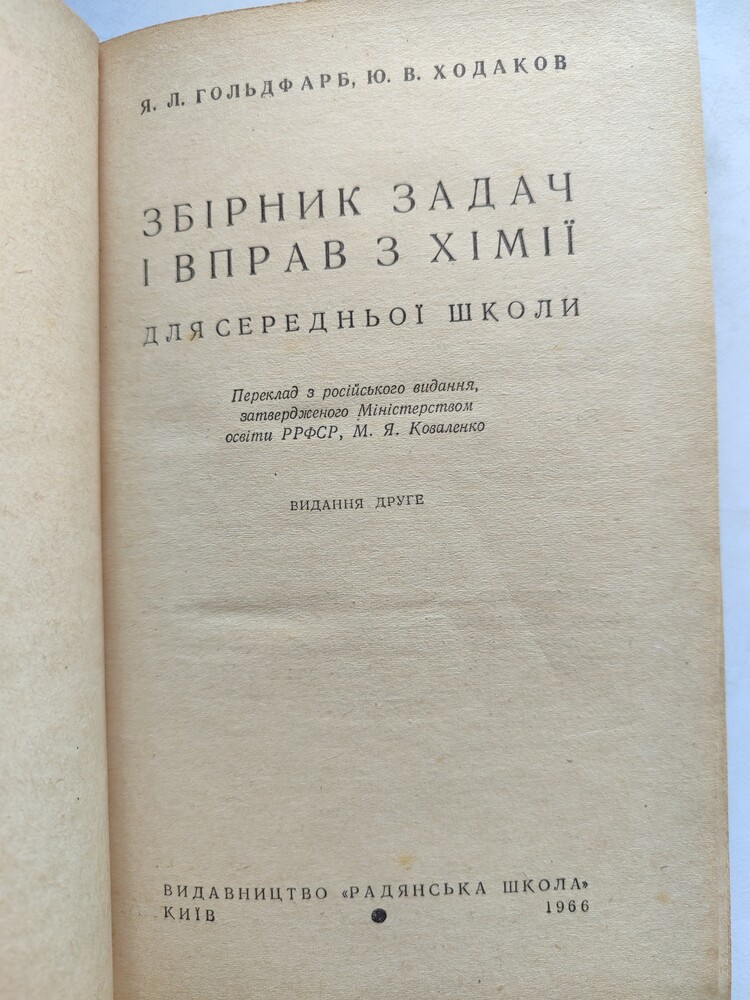 Я. Л. ГОЛЬДФАРБ, Ю. В. ХОДАКОВ
ЗБІРНИК ЗАДАЧ
І ВПРАВ З ХІМІЇ
ДЛЯ СЕРЕДНЬОЇ ШКОЛИ
Переклад з російського видання,
затвердженого Міністерством
освіти РРФСР, М. Я. Коваленко
ВИДАННЯ ДРУГЕ
ВИДАВНИЦТВО «РАДЯНСЬКА ШКОЛА»
КИЇВ 1966